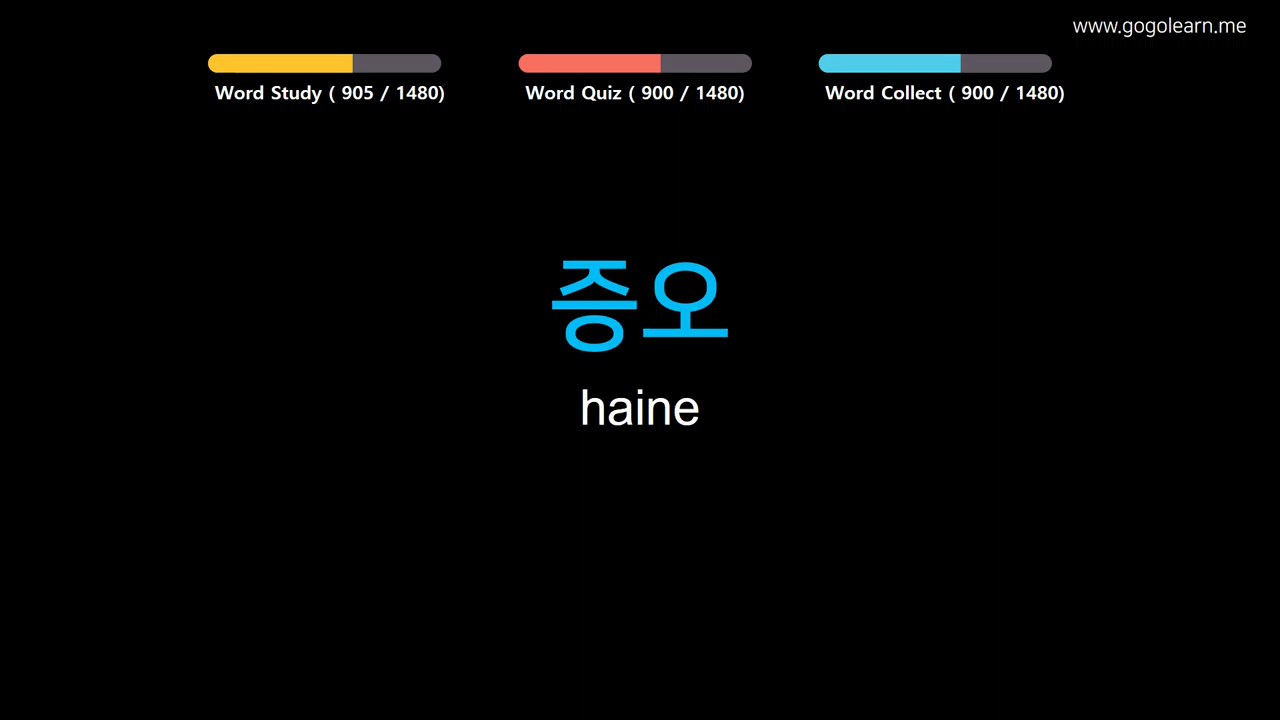 www.gogolearn.me
Word Study ( 905 / 1480)
Word Quiz ( 900 / 1480)
Word Collect ( 900 / 1480)
증오
haine